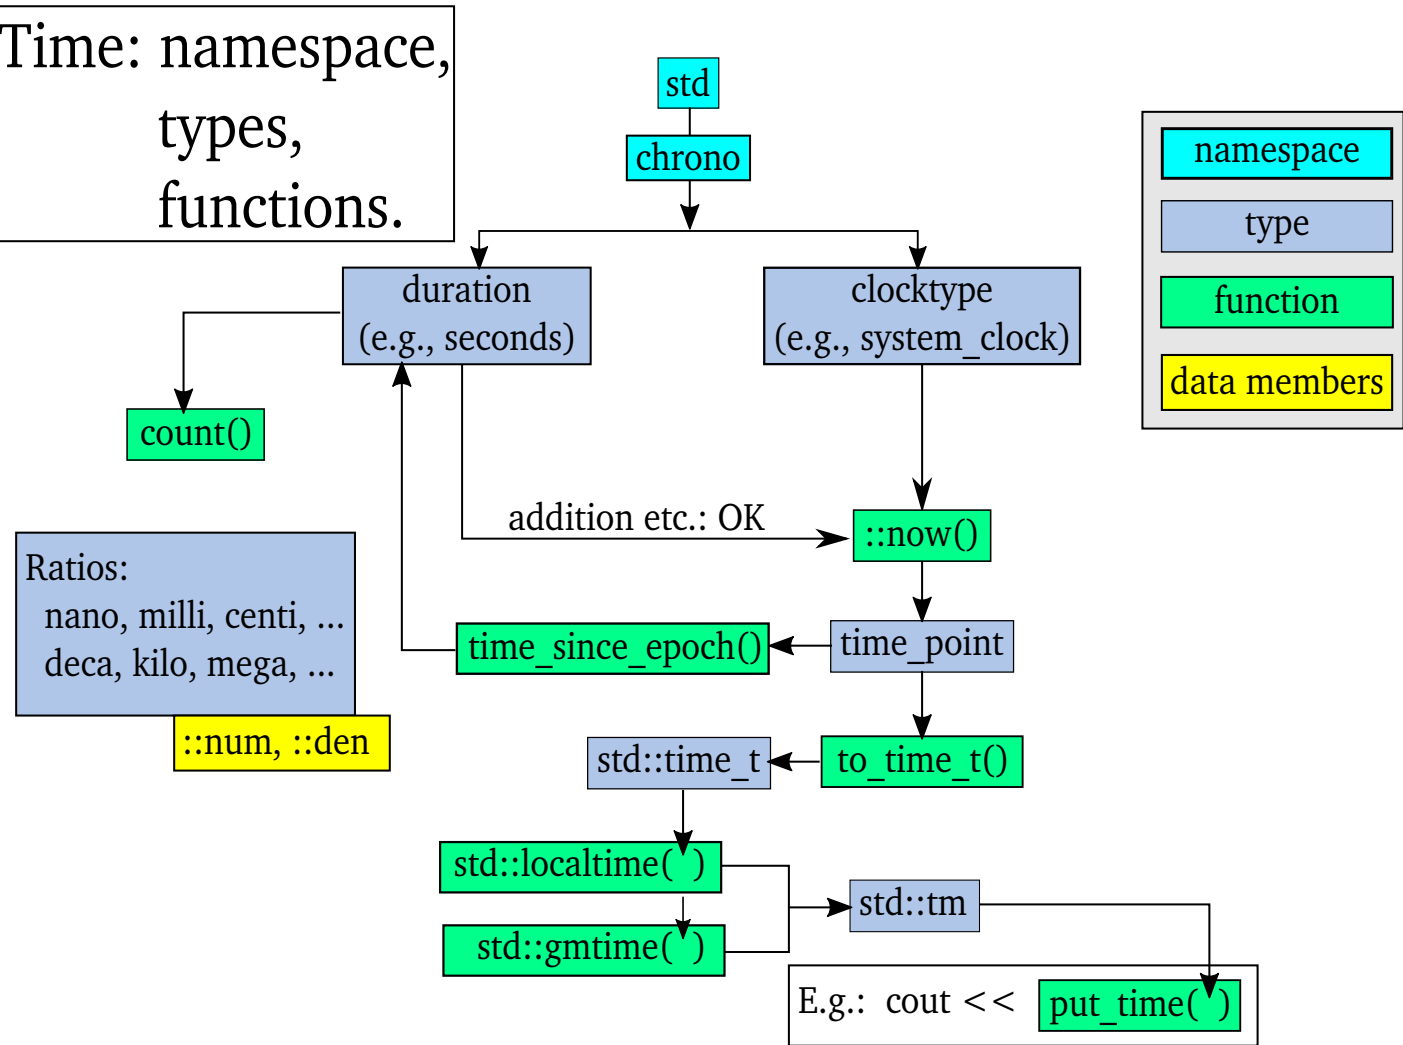 Time: namespace,
types,
functions.
std
chrono
namespace
type
function
data members
duration
(e.g., seconds)
clocktype
(e.g., system_clock)
count()
addition etc.: OK
::now()
Ratios:
nano, milli, centi, ...
deca, kilo, mega, ...
::num, ::den
time_since_epoch()
time_point
std::time_t
to_time_t()
std::localtime( )
std::gmtime( )
std::tm
E.g.: cout << put_time( )